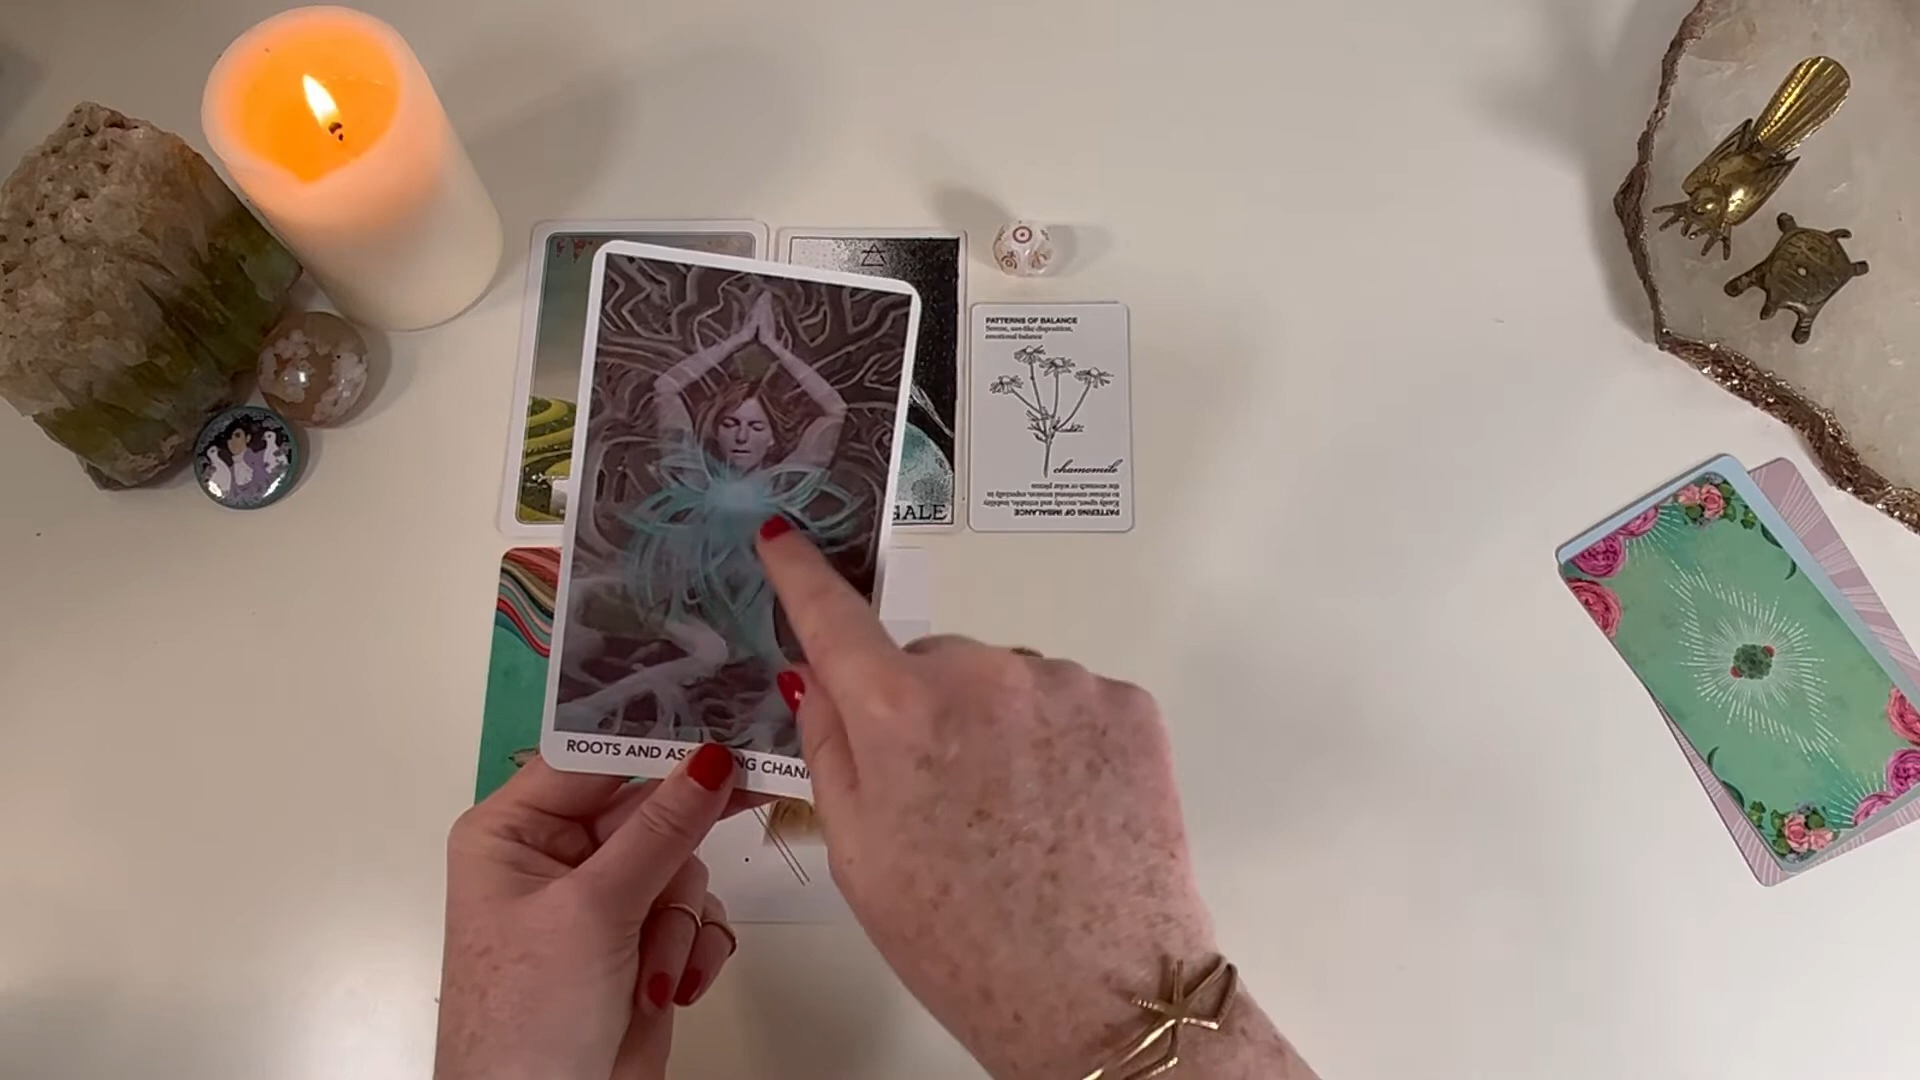 PATTERNS OF BALANCE
Serene, sun-like disposition,
emotional balance
chamomile
Easily upset, moody and irritable, inability
to release emotional tension, especially in
the stomach or solar plexus
PATTERNS OF IMBALANCE
GALE
ROOTS AND AS NG CHAN